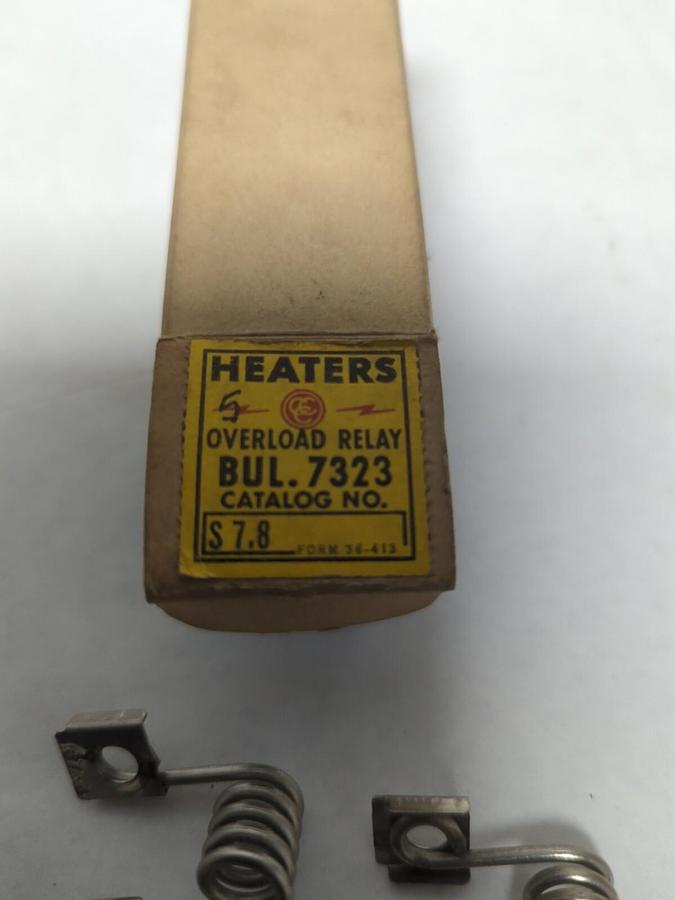 HEATERS
5
OVERLOAD RELAY
BUL. 7323
CATALOG NO.
S 7.8
FORM 36-413